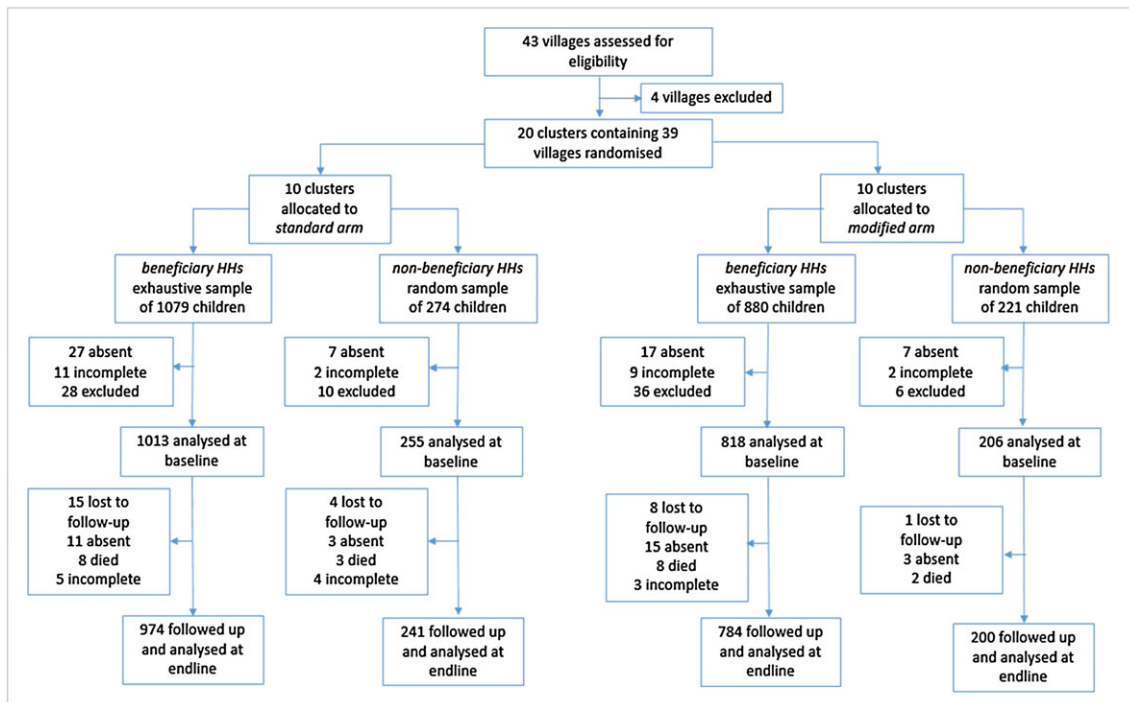 43 villages assessed for
eligibility
4 villages excluded
20 clusters containing 39
villages randomised
10 clusters
allocated to
standard arm
10 clusters
allocated to
modified arm
beneficiary HHs
exhaustive sample
of 1079 children
non-beneficiary HHs
random sample
of 274 children
beneficiary HHs
exhaustive sample
of 880 children
non-beneficiary HHs
random sample
of 221 children
27 absent
11 incomplete
28 excluded
7 absent
2 incomplete
10 excluded
17 absent
9 incomplete
36 excluded
7 absent
2 incomplete
6 excluded
1013 analysed at
baseline
255 analysed at
baseline
818 analysed at
baseline
206 analysed at
baseline
15 lost to
follow-up
11 absent
8 died
5 incomplete
4 lost to
follow-up
3 absent
3 died
4 incomplete
8 lost to
follow-up
15 absent
8 died
3 incomplete
1 lost to
follow-up
3 absent
2 died
974 followed up
and analysed at
endline
241 followed up
and analysed at
endline
784 followed up
and analysed at
endline
200 followed up
and analysed at
endline